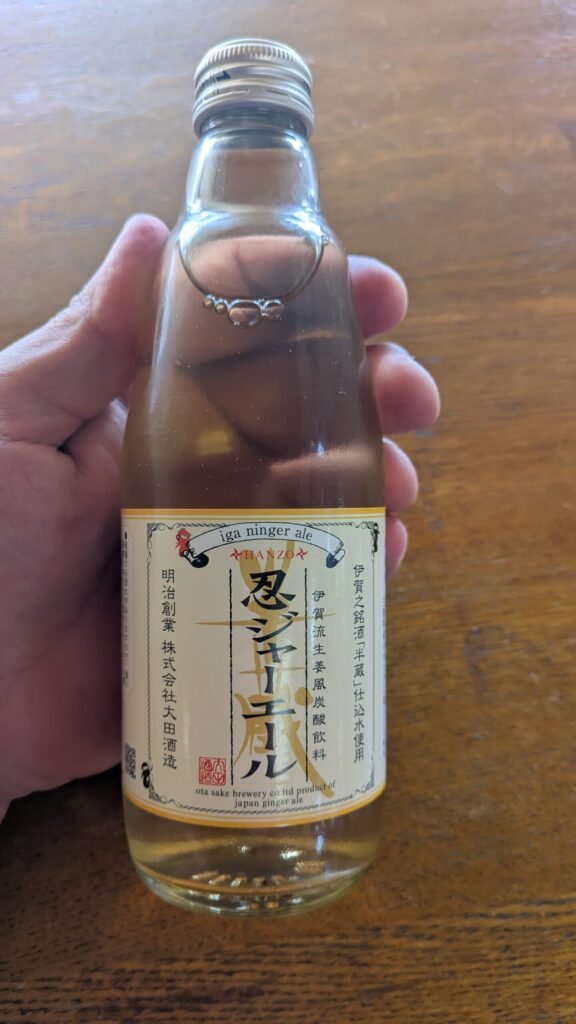 iga ninger ale
HANZO
伊賀之銘酒「半蔵」仕込水使用
伊賀流生姜風炭酸飲料
忍ジャーエール
半蔵
明治創業 株式会社大田酒造
ota sake brewery co.ltd product of
japan ginger ale